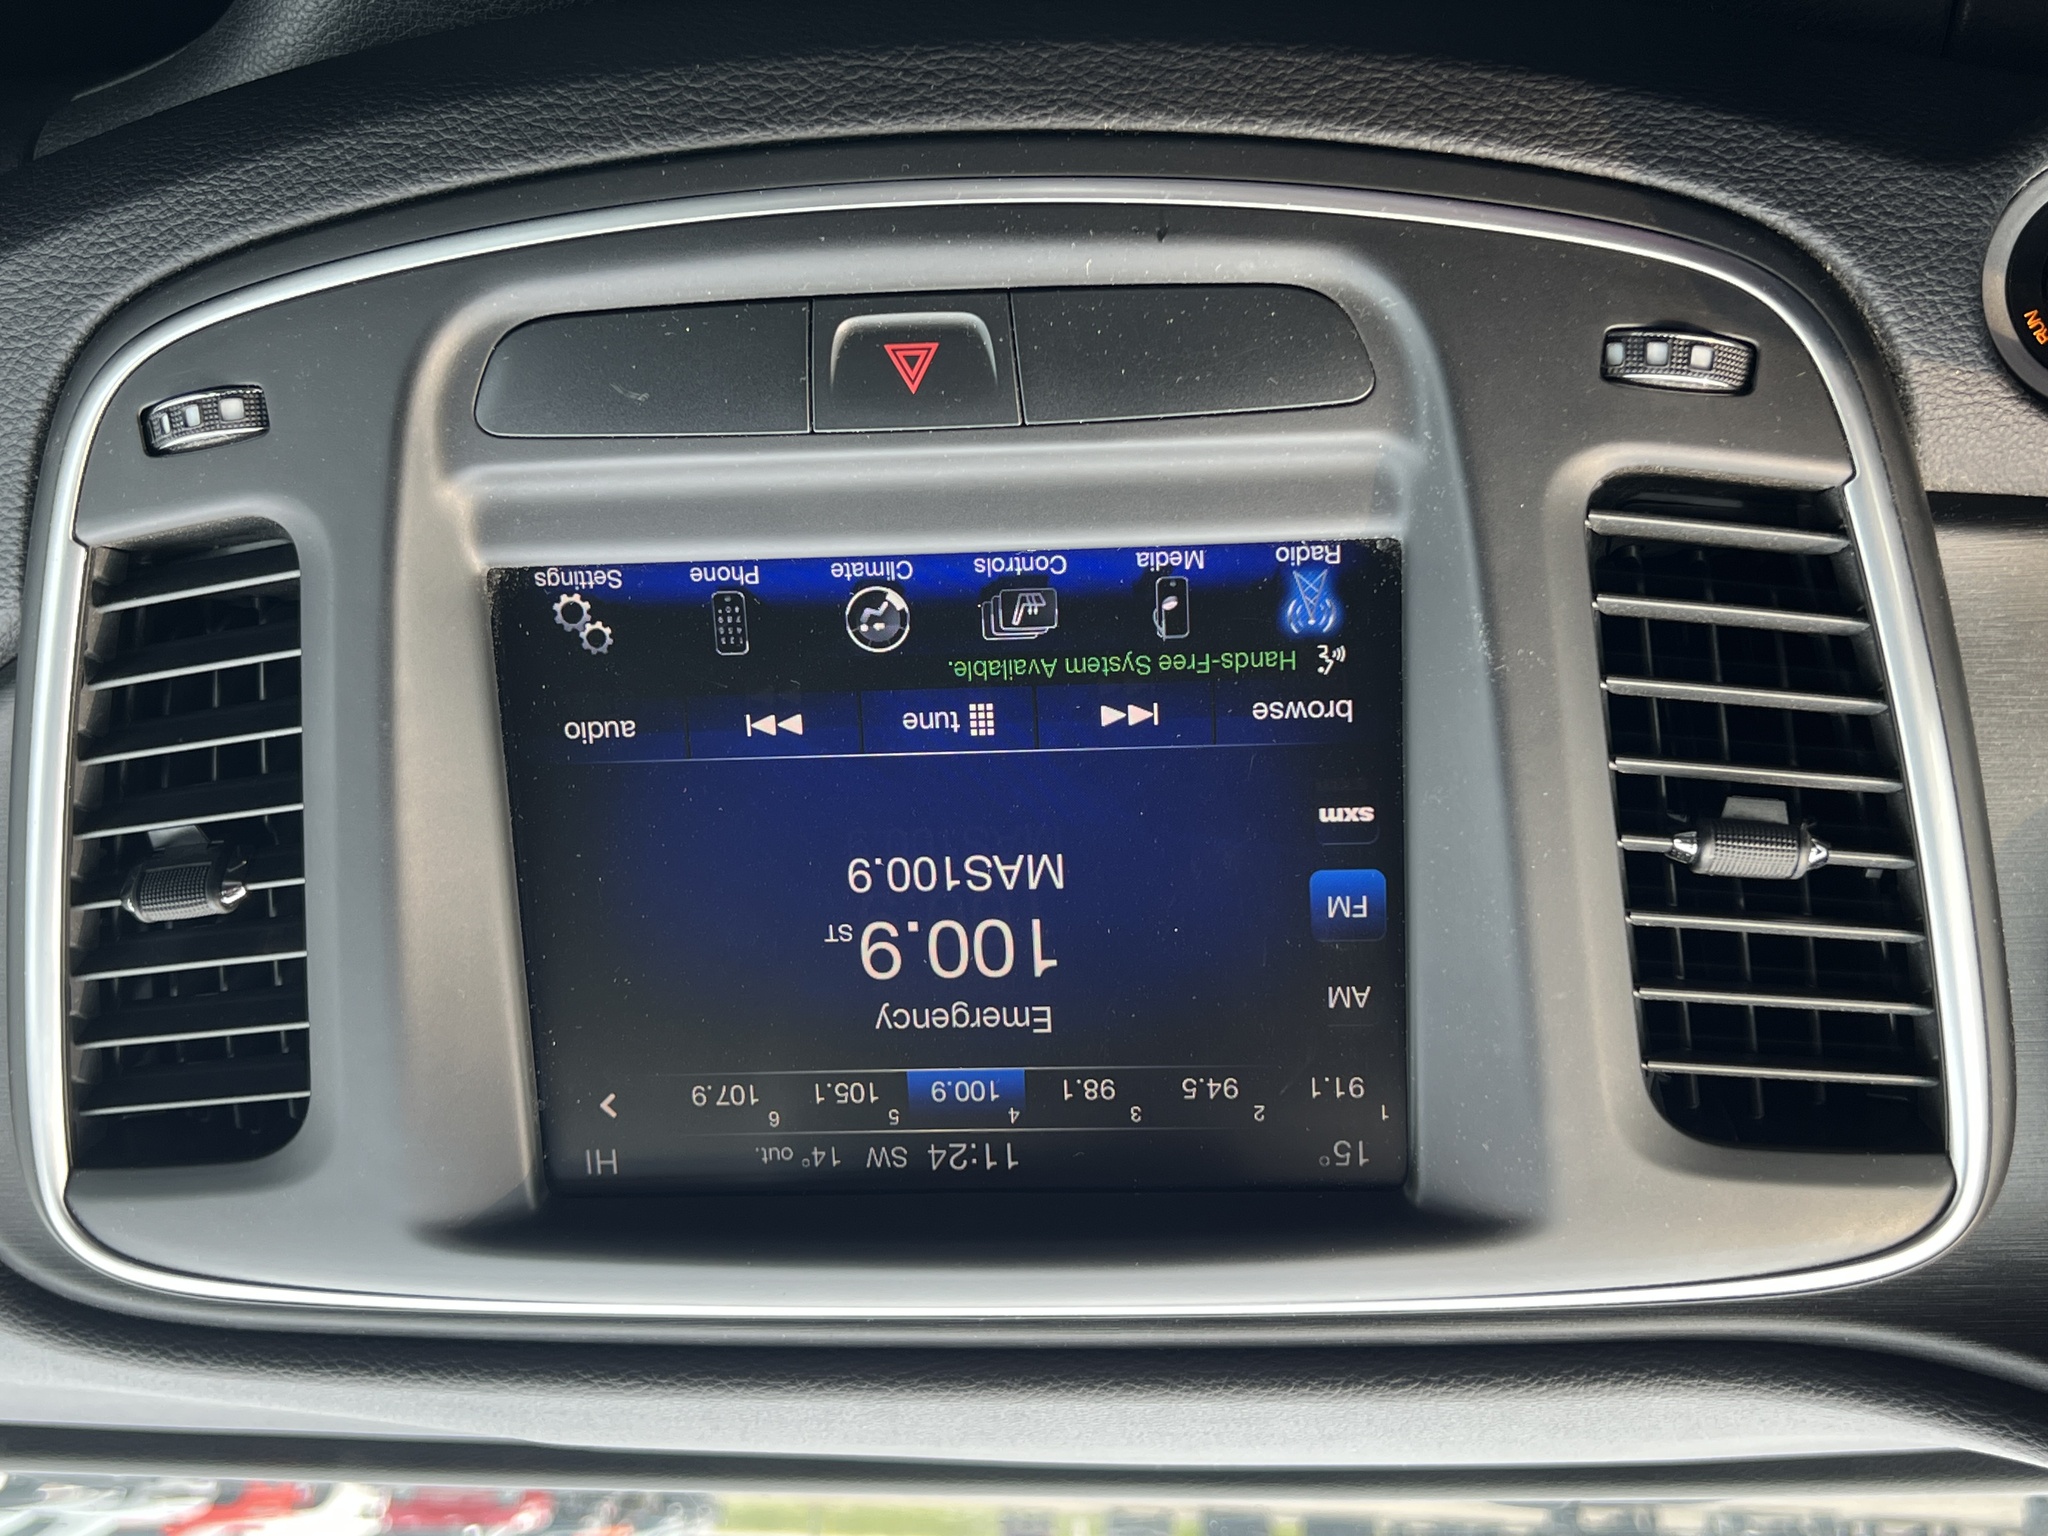 15° 11:24 SW 14° out. HI
1 91.1 2 94.5 3 98.1 4 100.9 5 105.1 6 107.9
AM
FM
sxm
Emergency
100.9 ST
MAS100.9
browse tune audio
Hands-Free System Available.
Radio Media Controls Climate Phone Settings
RUN